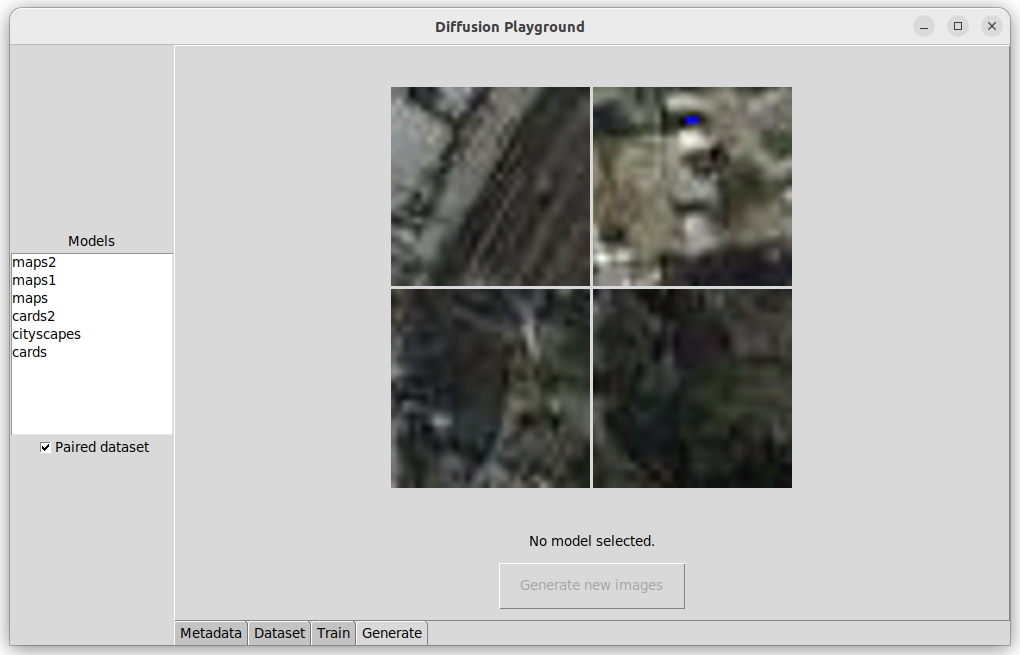 Diffusion Playground
Models
maps2
maps1
maps
cards2
cityscapes
cards
Paired dataset
No model selected.
Generate new images
Metadata
Dataset
Train
Generate